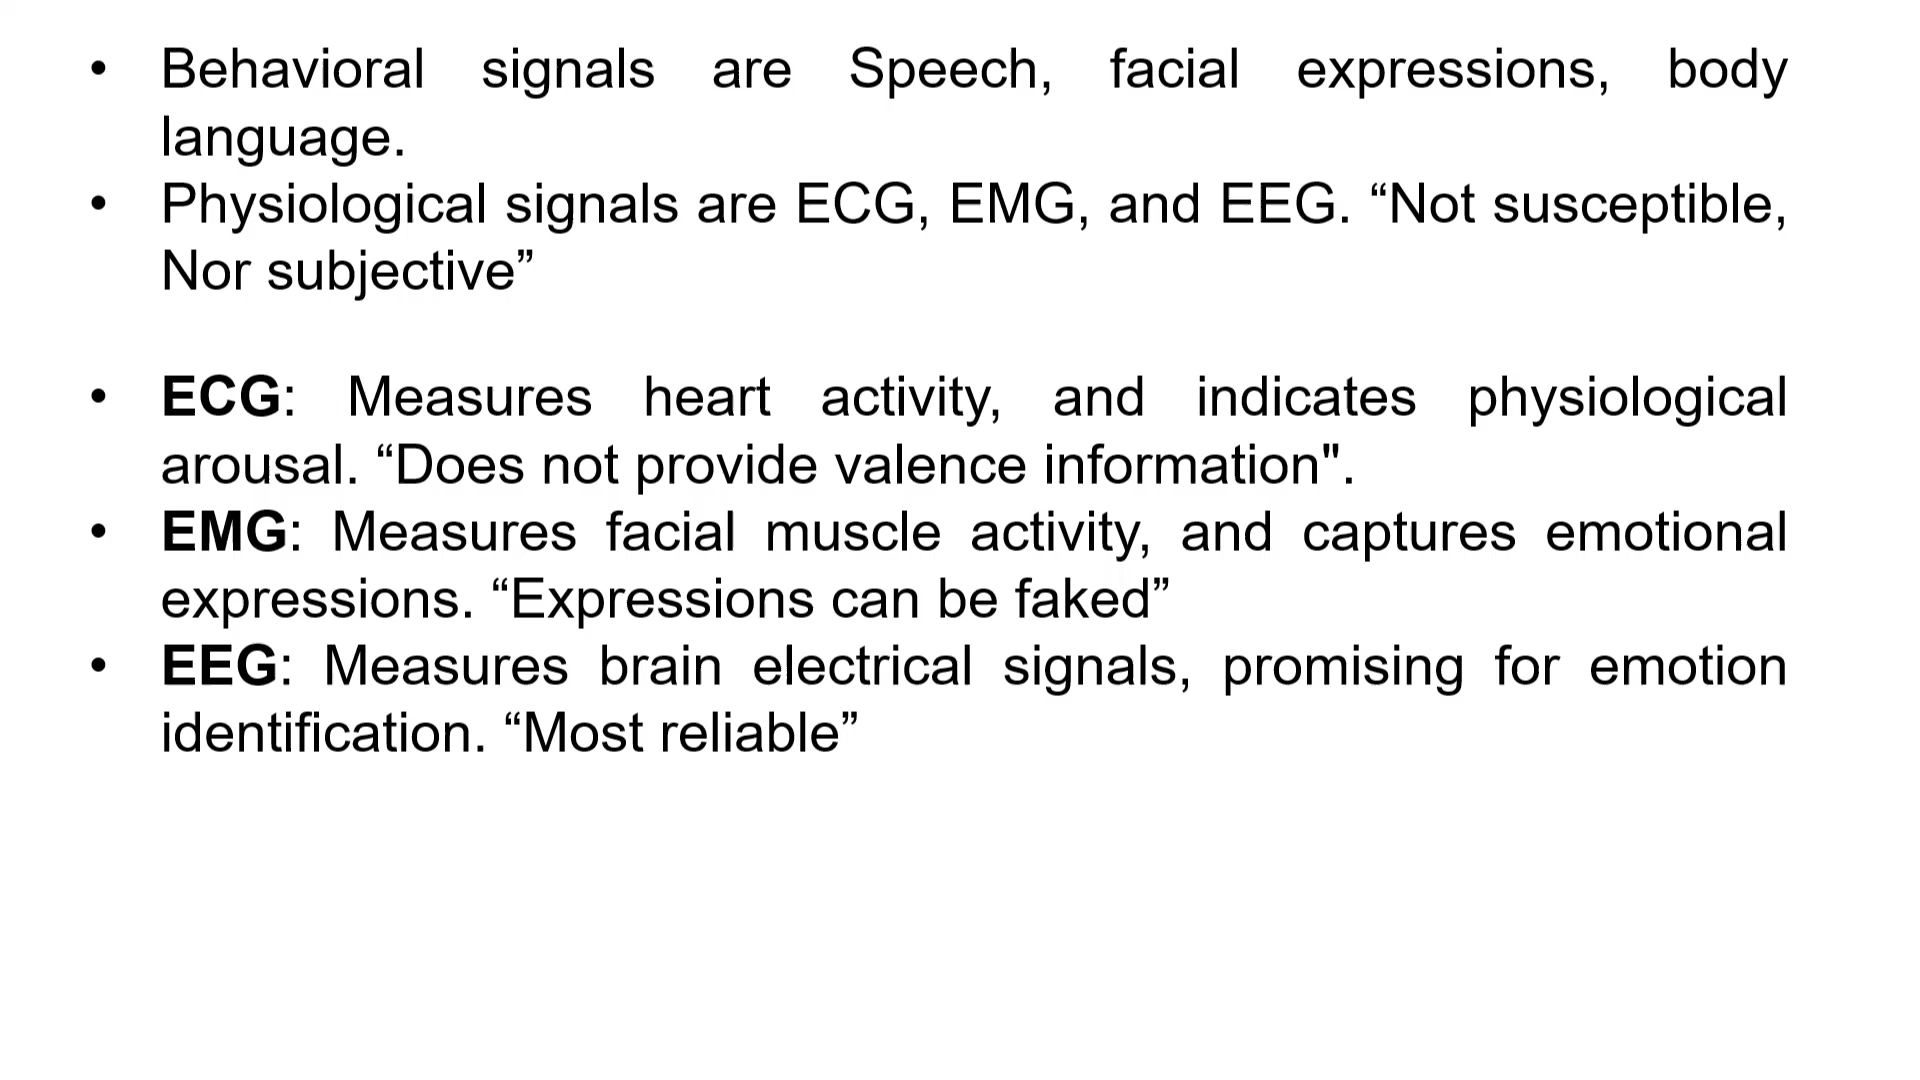 • Behavioral signals are Speech, facial expressions, body
language.
• Physiological signals are ECG, EMG, and EEG. “Not susceptible,
Nor subjective”
• ECG: Measures heart activity, and indicates physiological
arousal. “Does not provide valence information".
• EMG: Measures facial muscle activity, and captures emotional
expressions. “Expressions can be faked”
• EEG: Measures brain electrical signals, promising for emotion
identification. “Most reliable”